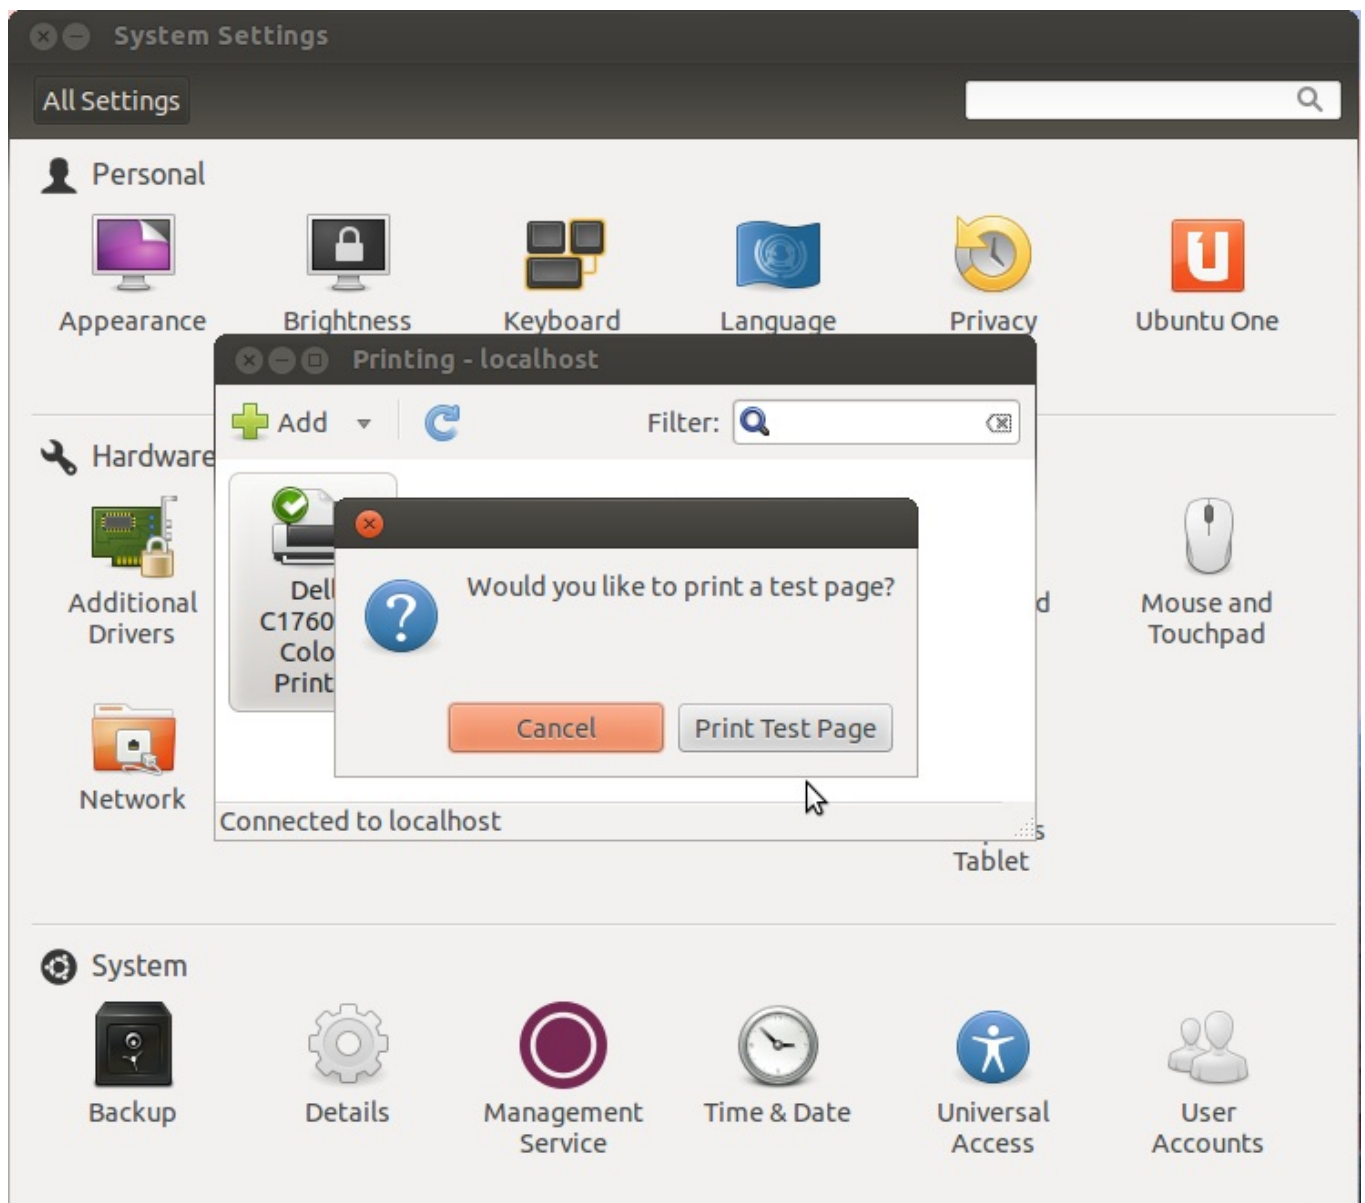 System Settings
All Settings
Personal
Appearance
Brightness
Keyboard
Language
Privacy
Ubuntu One
Printing - localhost
Add
Filter:
Hardware
Additional
Drivers
Mouse and
Touchpad
Dell
C1760
Colo
Print
Would you like to print a test page?
Cancel
Print Test Page
Network
Connected to localhost
Tablet
System
Backup
Details
Management
Service
Time & Date
Universal
Access
User
Accounts